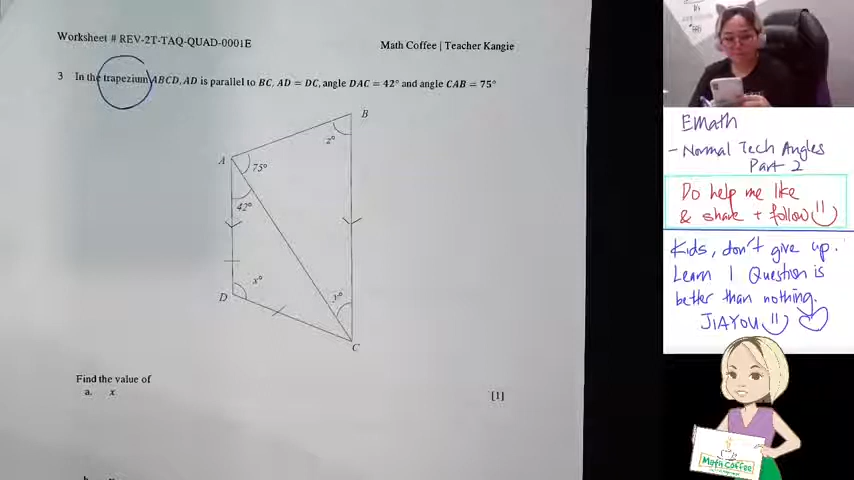 Worksheet # REV-2T-TAQ-QUAD-0001E
Math Coffee | Teacher Kangie
3 In the trapezium ABCD, AD is parallel to BC, AD = DC, angle DAC = 42° and angle CAB = 75°
B
z°
A
75°
42°
x°
D
y°
C
Find the value of
a. x
[1]
EMath
- Normal Tech Angles
Part 2
Do help me like
& share + follow
Kids, don't give up.
Learn 1 Question is
better than nothing.
JIAYOU
Math Coffee